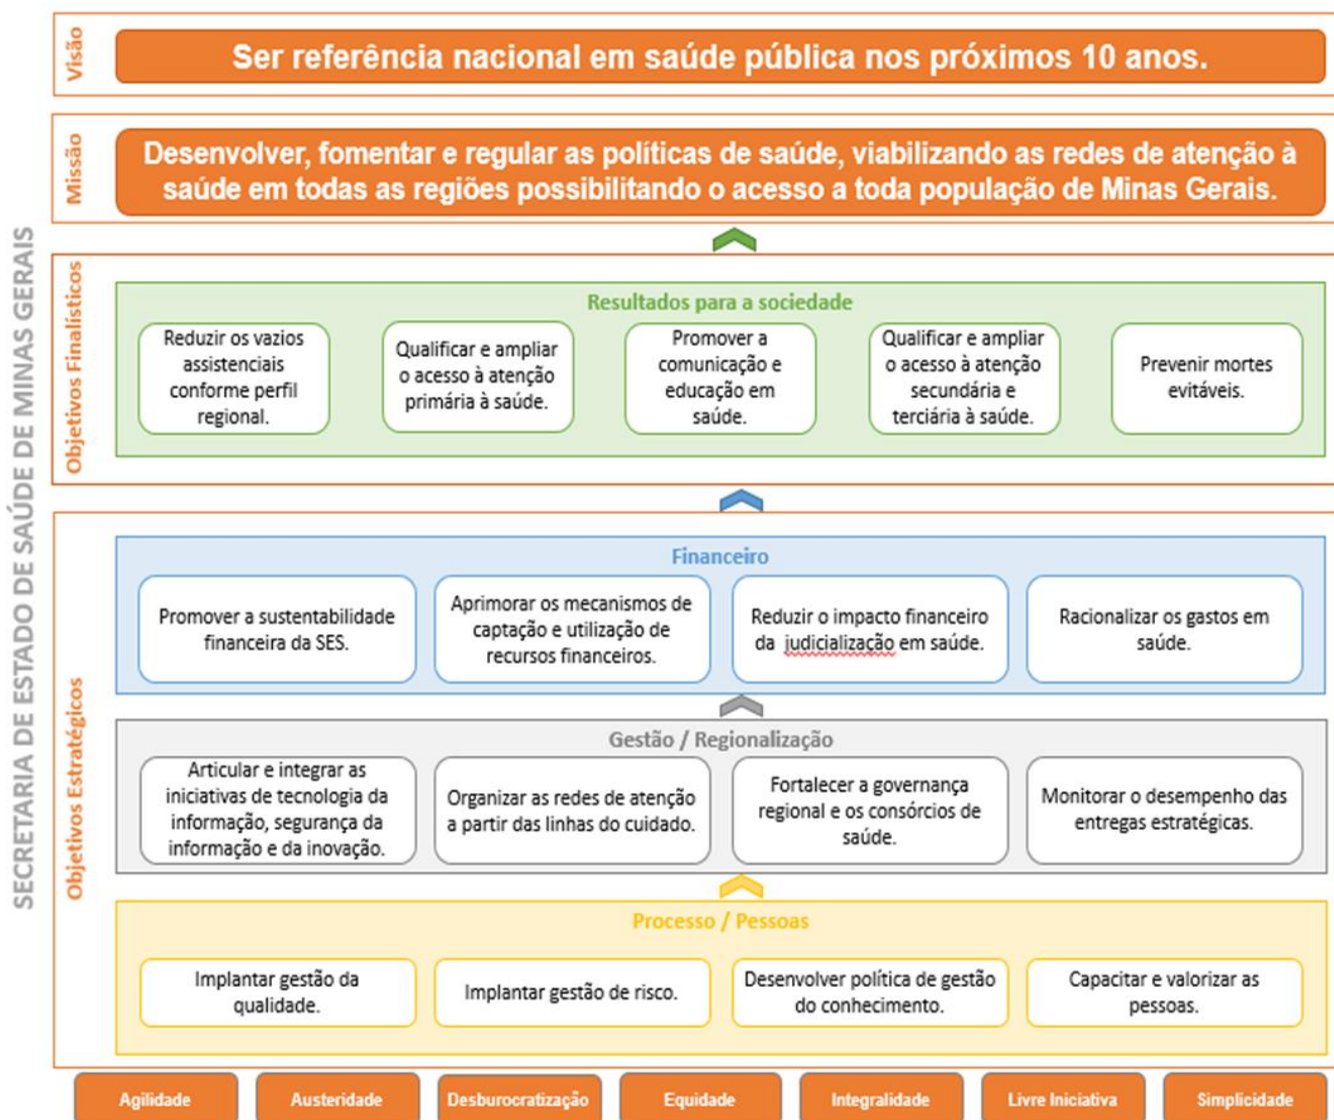 SECRETARIA DE ESTADO DE SAÚDE DE MINAS GERAIS
Visão
Ser referência nacional em saúde pública nos próximos 10 anos.
Missão
Desenvolver, fomentar e regular as políticas de saúde, viabilizando as redes de atenção à
saúde em todas as regiões possibilitando o acesso a toda população de Minas Gerais.
Objetivos Finalísticos
Resultados para a sociedade
Reduzir os vazios
assistenciais
conforme perfil
regional.
Qualificar e ampliar
o acesso à atenção
primária à saúde.
Promover a
comunicação e
educação em
saúde.
Qualificar e ampliar
o acesso à atenção
secundária e
terciária à saúde.
Prevenir mortes
evitáveis.
Objetivos Estratégicos
Financeiro
Promover a sustentabilidade
financeira da SES.
Aprimorar os mecanismos de
captação e utilização de
recursos financeiros.
Reduzir o impacto financeiro
da judicialização em saúde.
Racionalizar os gastos em
saúde.
Gestão / Regionalização
Articular e integrar as
iniciativas de tecnologia da
informação, segurança da
informação e da inovação.
Organizar as redes de atenção
a partir das linhas do cuidado.
Fortalecer a governança
regional e os consórcios de
saúde.
Monitorar o desempenho das
entregas estratégicas.
Processo / Pessoas
Implantar gestão da
qualidade.
Implantar gestão de risco.
Desenvolver política de gestão
do conhecimento.
Capacitar e valorizar as
pessoas.
Agilidade
Austeridade
Desburocratização
Equidade
Integralidade
Livre Iniciativa
Simplicidade